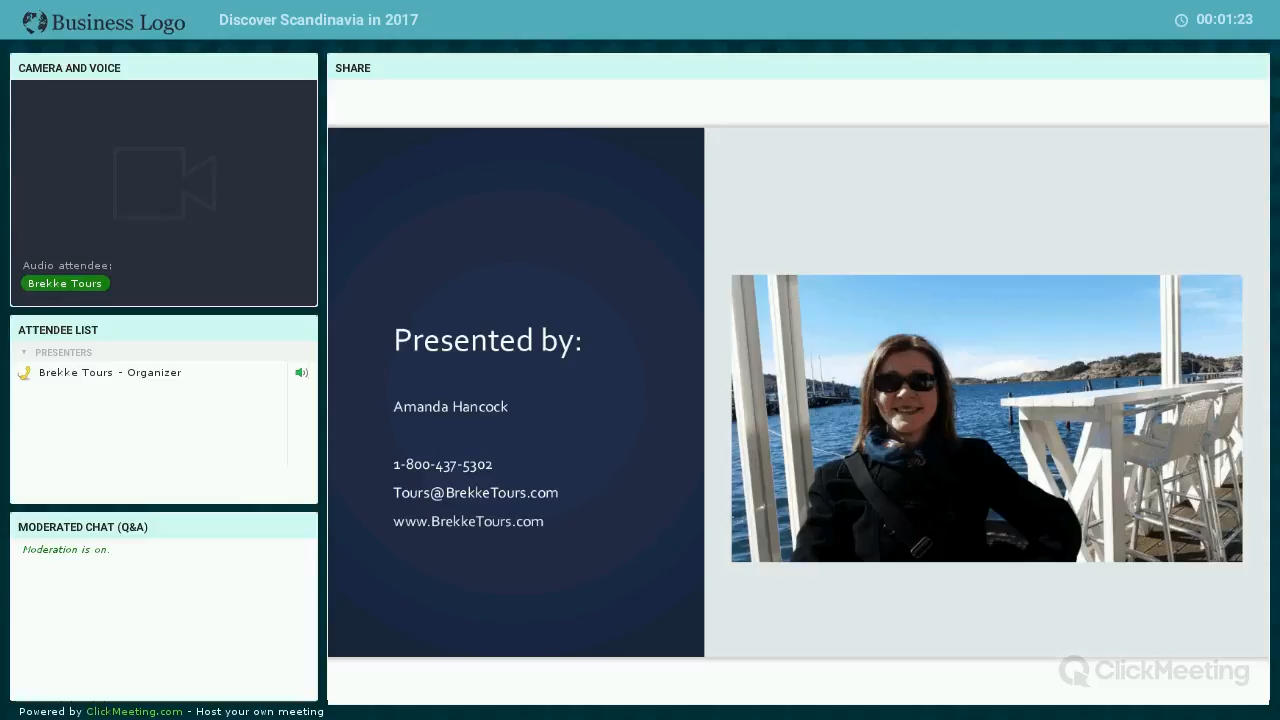 Business Logo
Discover Scandinavia in 2017
00:01:23
CAMERA AND VOICE
Audio attendee:
Brekke Tours
ATTENDEE LIST
PRESENTERS
Brekke Tours - Organizer
MODERATED CHAT (Q&A)
Moderation is on.
SHARE
Presented by:
Amanda Hancock
1-800-437-5302
Tours@BrekkeTours.com
www.BrekkeTours.com
ClickMeeting
Powered by ClickMeeting.com - Host your own meeting